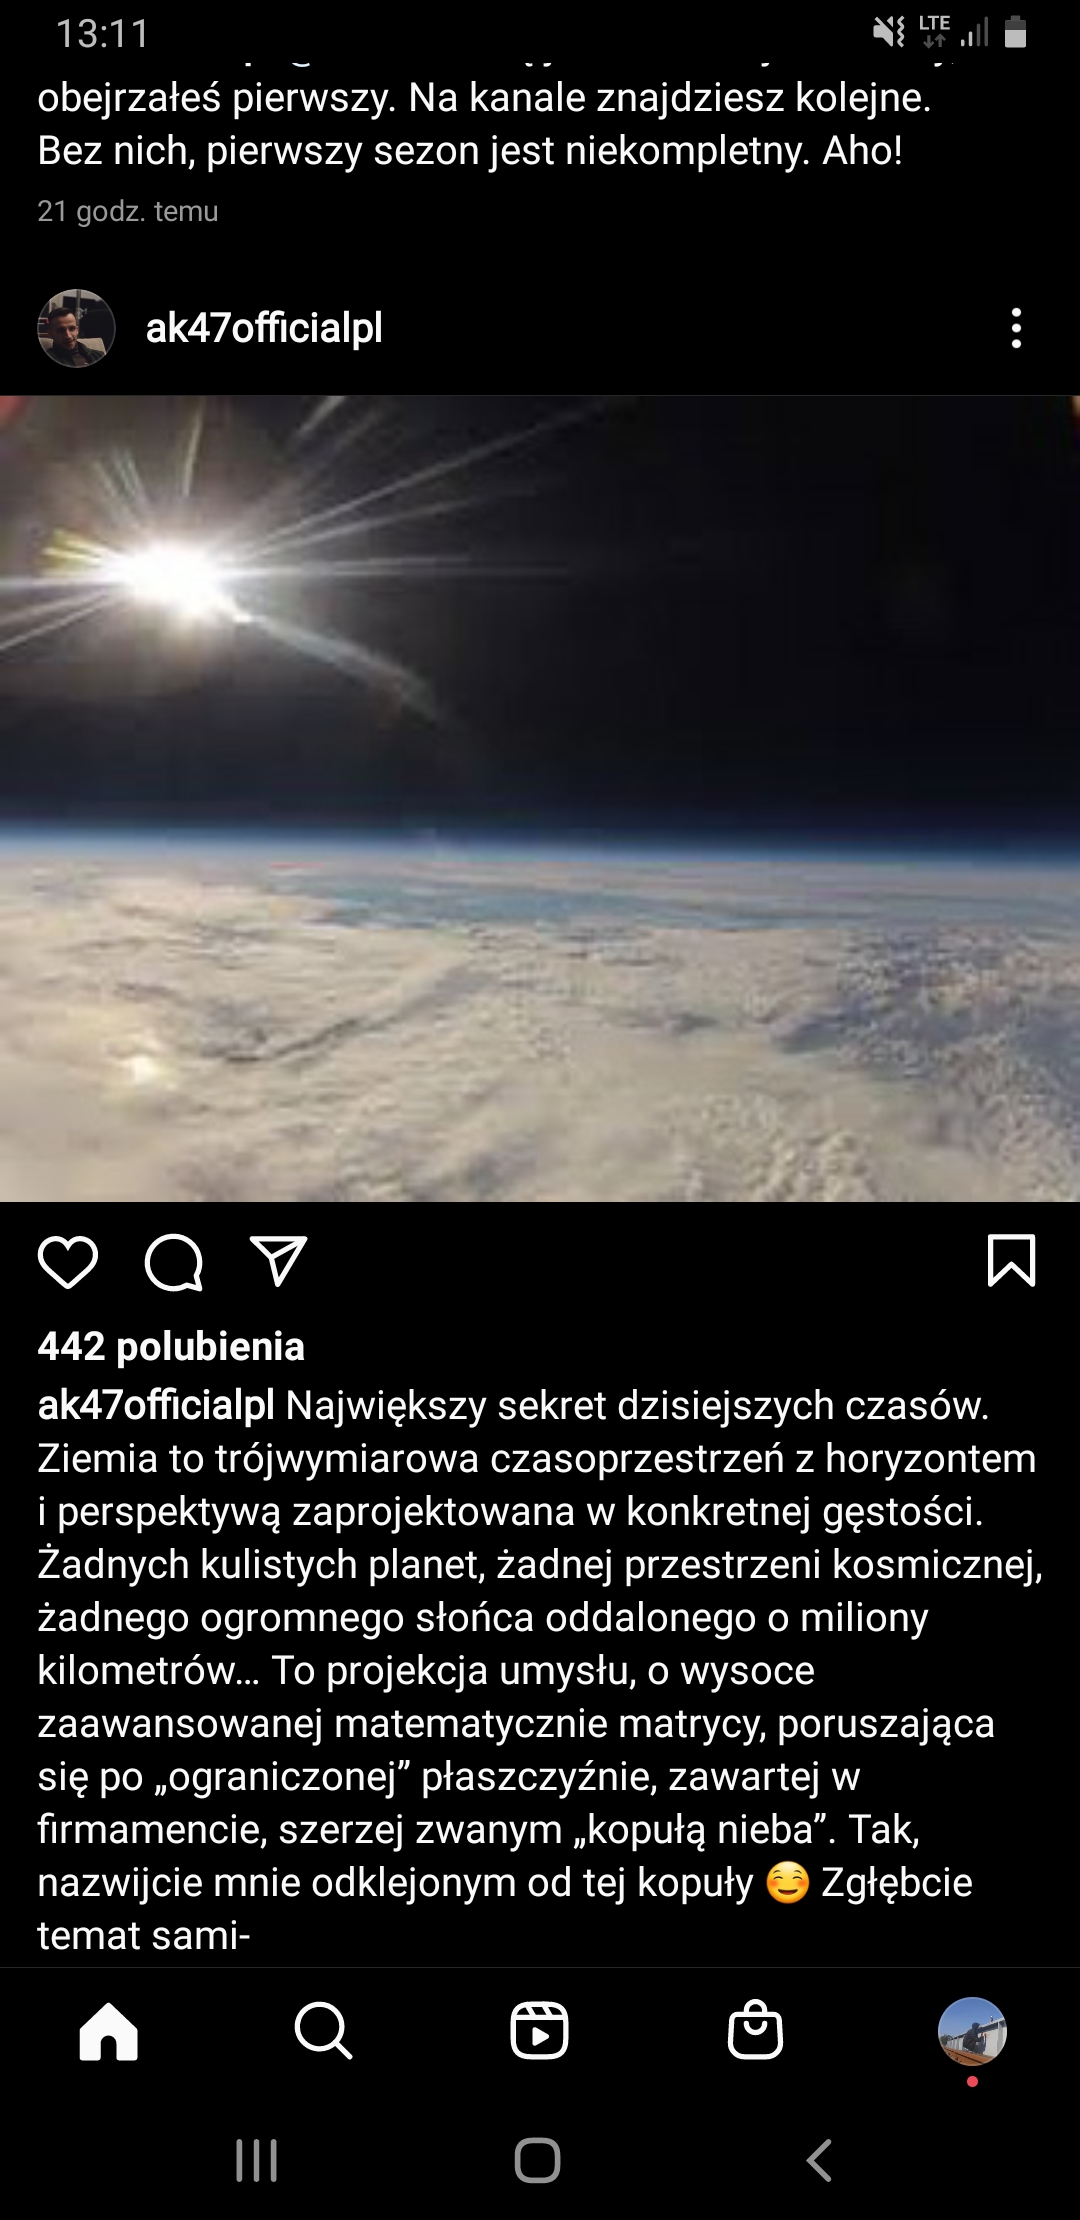 13:11
LTE
obejrzałeś pierwszy. Na kanale znajdziesz kolejne.
Bez nich, pierwszy sezon jest niekompletny. Aho!
21 godz. temu
ak47officialpl
442 polubienia
ak47officialpl Największy sekret dzisiejszych czasów.
Ziemia to trójwymiarowa czasoprzestrzeń z horyzontem
i perspektywą zaprojektowana w konkretnej gęstości.
Żadnych kulistych planet, żadnej przestrzeni kosmicznej,
żadnego ogromnego słońca oddalonego o miliony
kilometrów... To projekcja umysłu, o wysoce
zaawansowanej matematycznie matrycy, poruszająca
się po „ograniczonej” płaszczyźnie, zawartej w
firmamencie, szerzej zwanym „kopułą nieba”. Tak,
nazwijcie mnie odklejonym od tej kopuły 😊 Zgłębcie
temat sami-